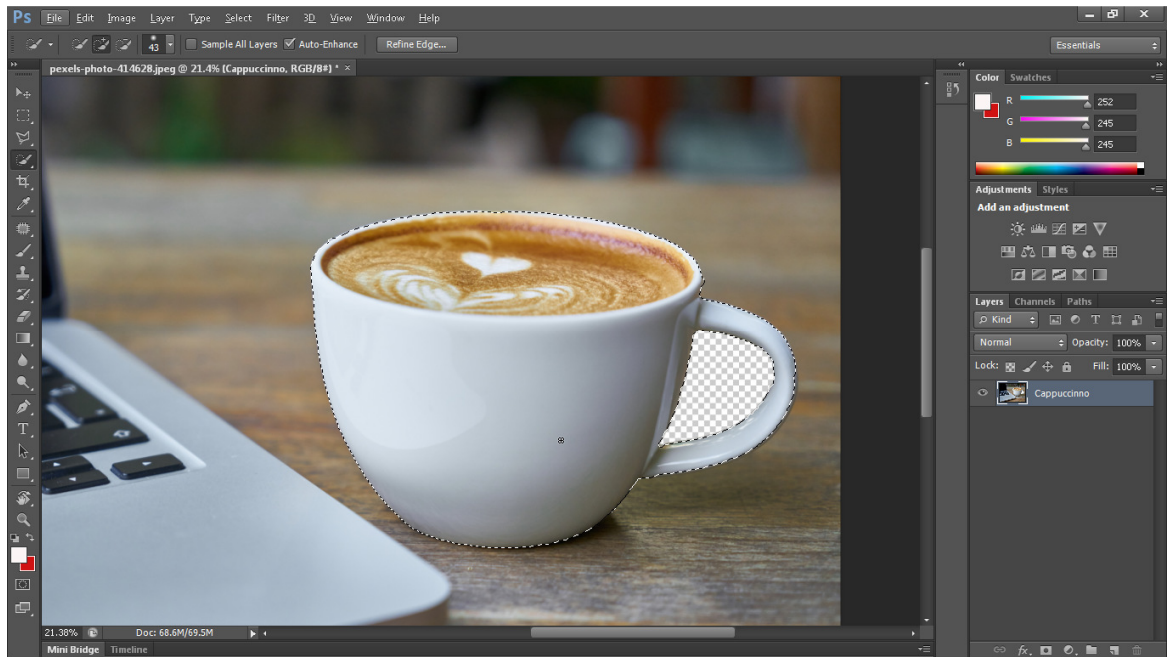 Ps File Edit Image Layer Type Select Filter 3D View Window Help
43 Sample All Layers Auto-Enhance Refine Edge... Essentials
pexels-photo-414628.jpeg @ 21.4% (Cappuccinno, RGB/8#) * ×
Color Swatches
R 252
G 245
B 245
Adjustments Styles
Add an adjustment
Layers Channels Paths
Kind
Normal Opacity: 100%
Lock: Fill: 100%
Cappuccinno
21.38% Doc: 68.6M/69.5M
Mini Bridge Timeline
fx